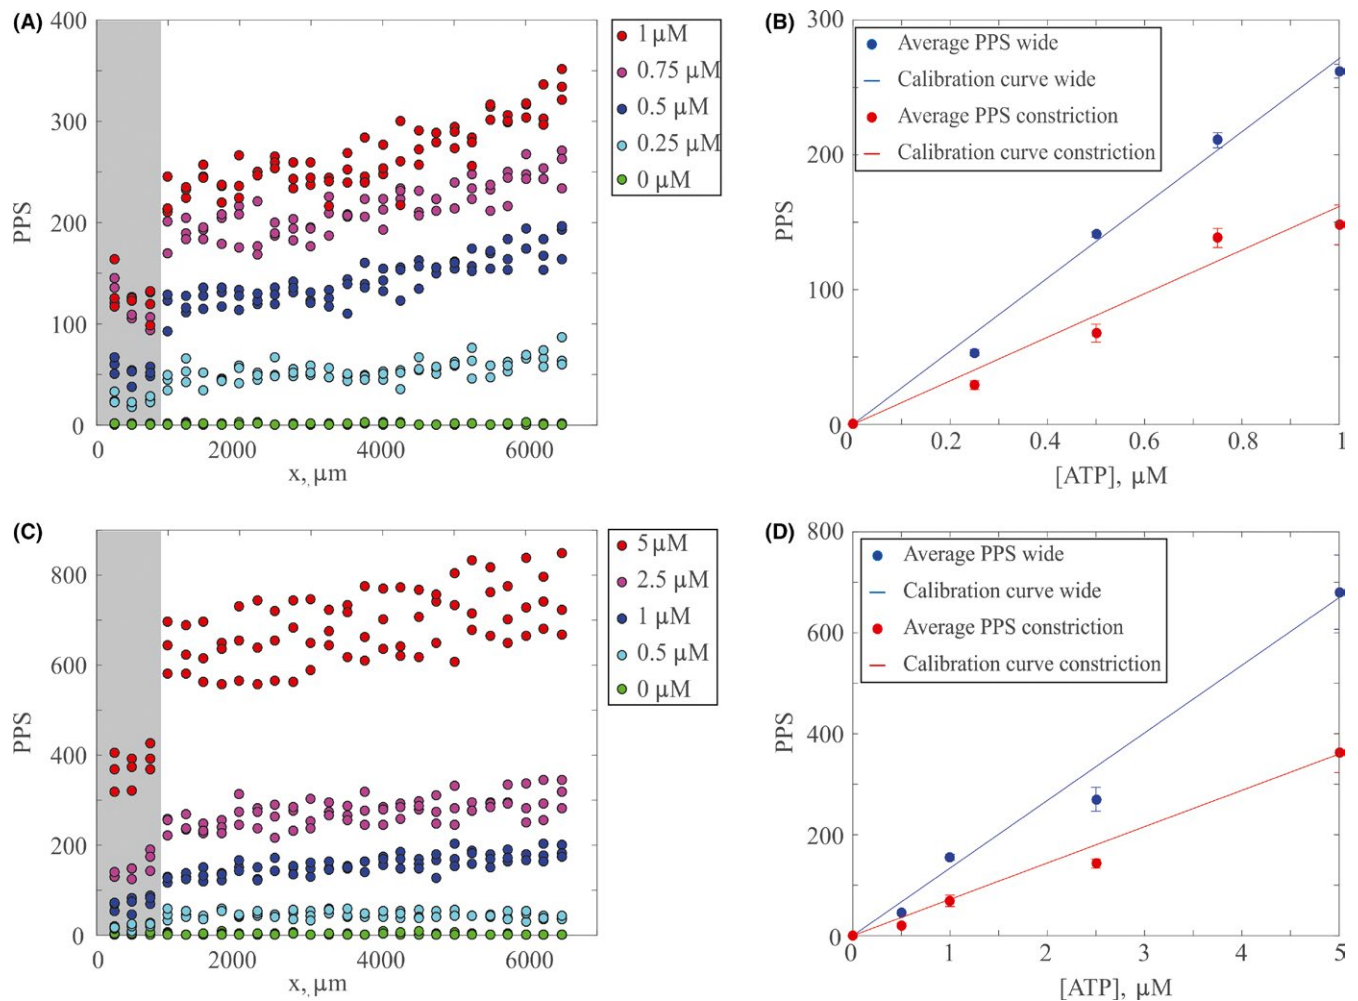 (A)
400
300
200
100
0
PPS
0
2000
4000
6000
x, μm
1 μM
0.75 μM
0.5 μM
0.25 μM
0 μM
(B)
300
200
100
0
PPS
0
0.2
0.4
0.6
0.8
1
[ATP], μM
Average PPS wide
Calibration curve wide
Average PPS constriction
Calibration curve constriction
(C)
800
600
400
200
0
PPS
0
2000
4000
6000
x, μm
5 μM
2.5 μM
1 μM
0.5 μM
0 μM
(D)
800
600
400
200
0
PPS
0
1
2
3
4
5
[ATP], μM
Average PPS wide
Calibration curve wide
Average PPS constriction
Calibration curve constriction